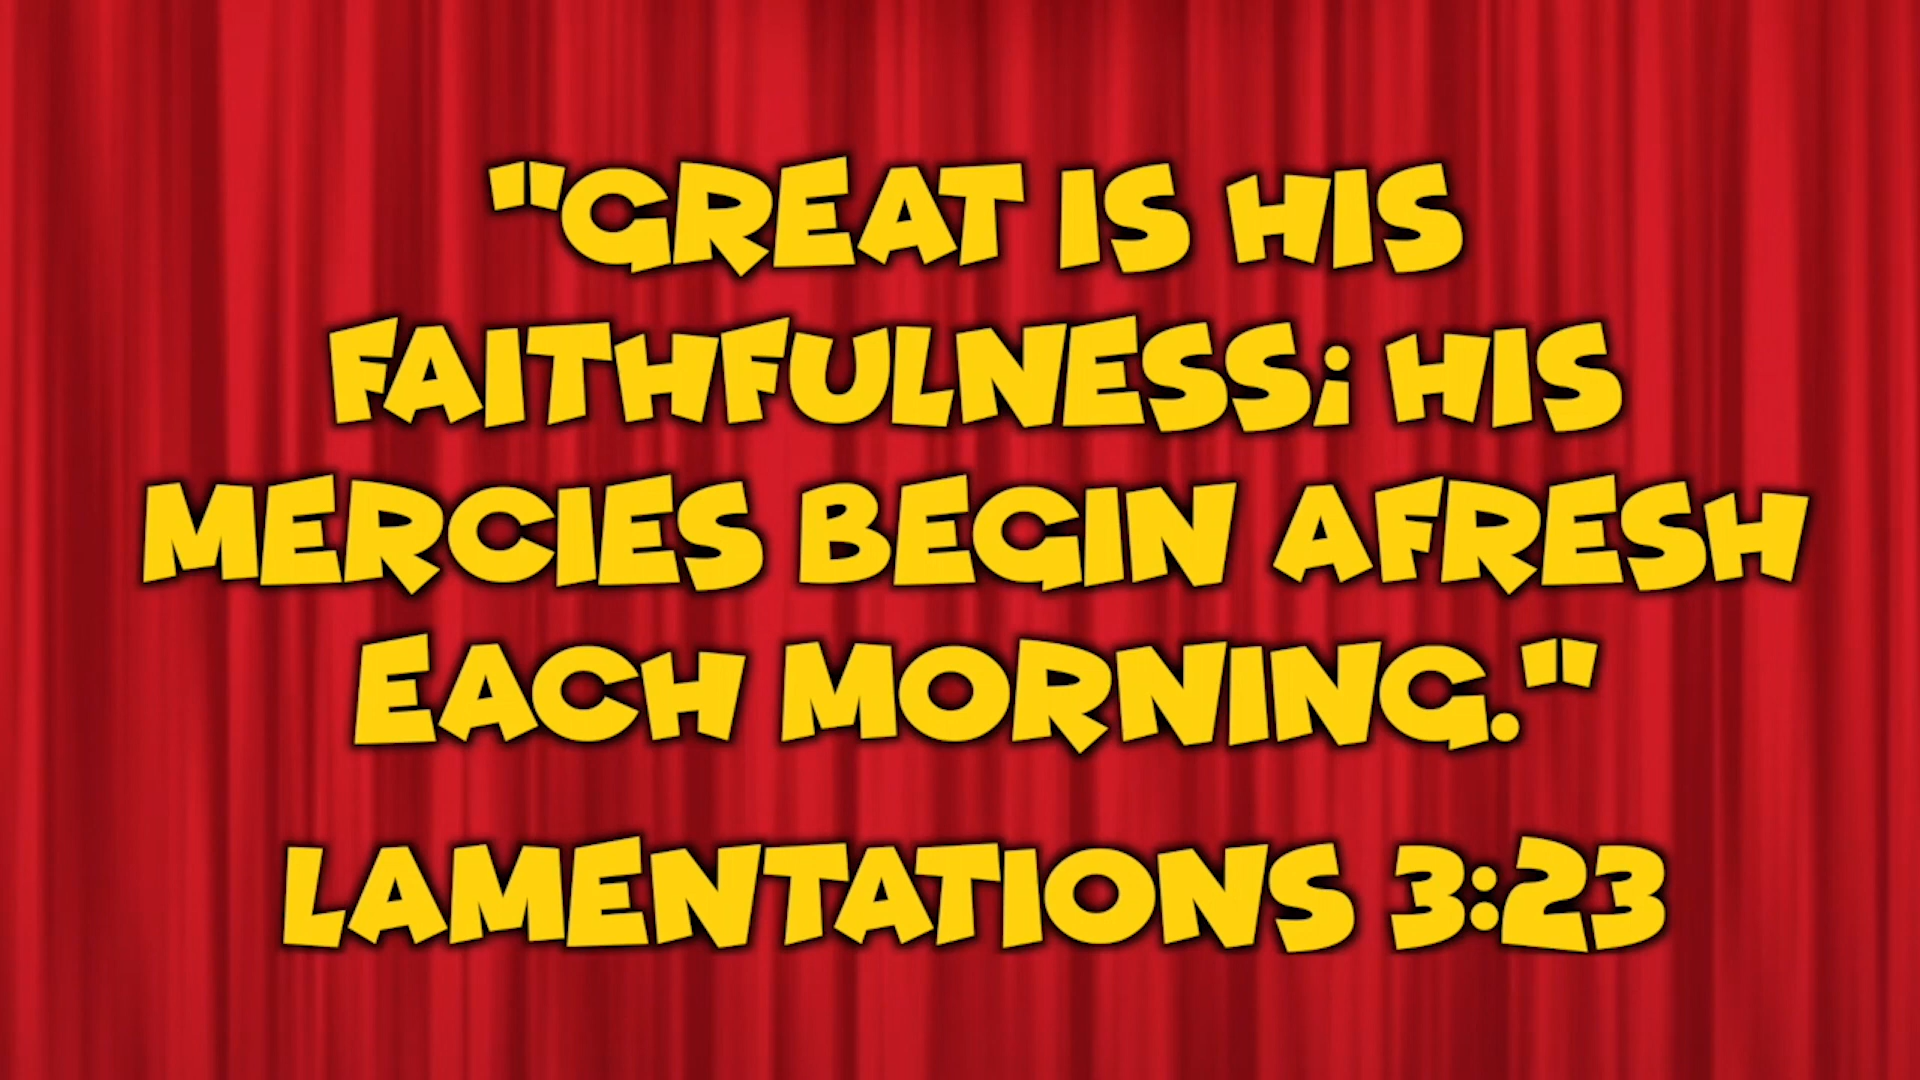 "GREAT IS HIS
FAITHFULNESS; HIS
MERCIES BEGIN AFRESH
EACH MORNING."
LAMENTATIONS 3:23